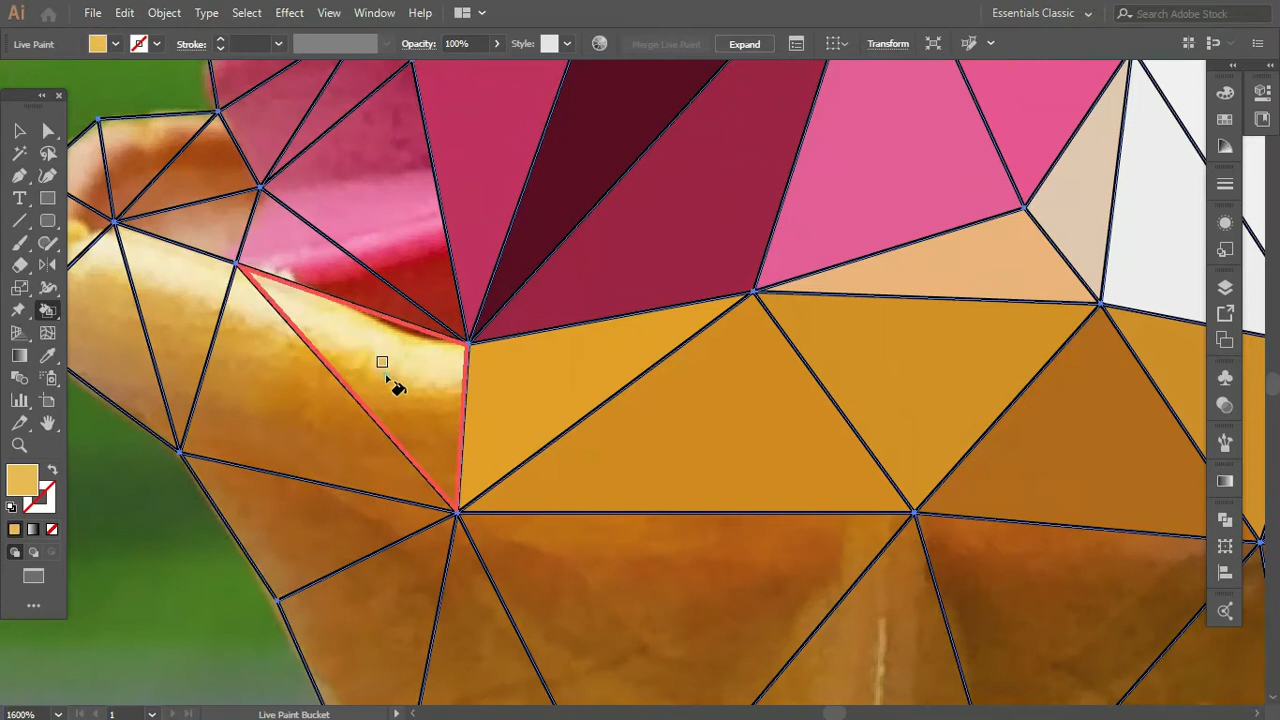 Ai File Edit Object Type Select Effect View Window Help Essentials Classic Search Adobe Stock
Live Paint Stroke: Opacity: 100% Style: Merge Live Paint Expand Transform
T
1600% 1 Live Paint Bucket